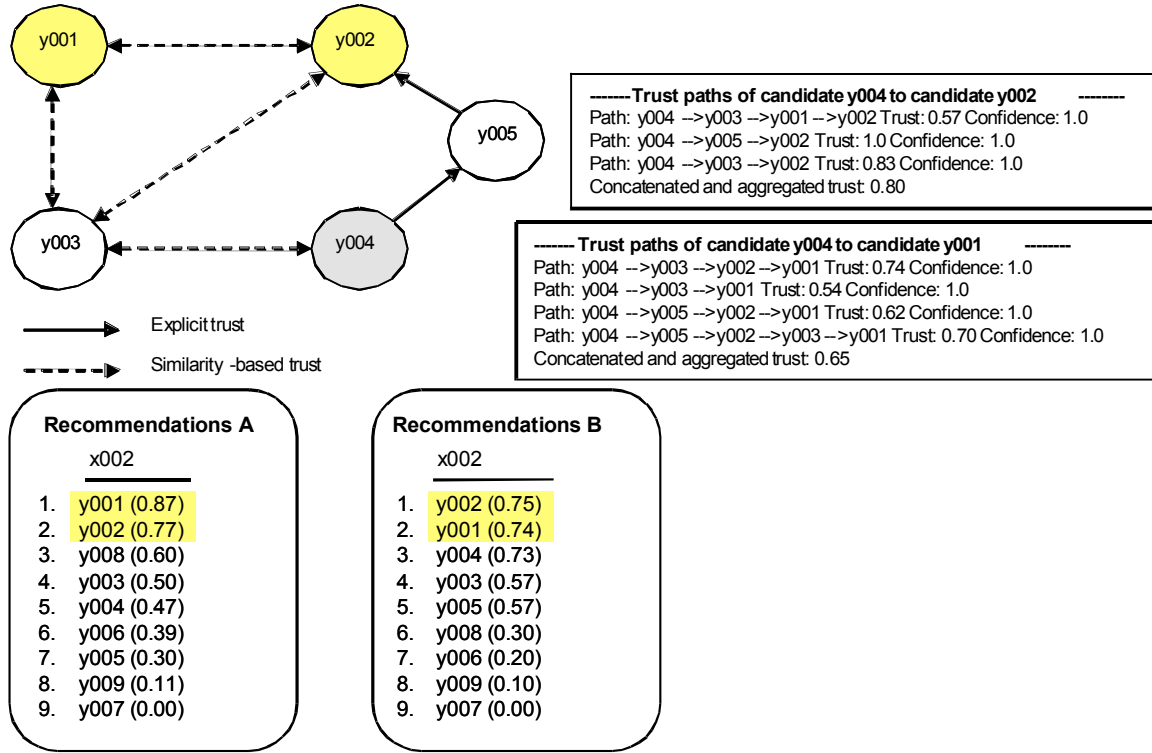 y001
y002
y005
y003
y004
Explicit trust
Similarity -based trust
-------Trust paths of candidate y004 to candidate y002 --------
Path: y004 -->y003 -->y001 -->y002 Trust: 0.57 Confidence: 1.0
Path: y004 -->y005 -->y002 Trust: 1.0 Confidence: 1.0
Path: y004 -->y003 -->y002 Trust: 0.83 Confidence: 1.0
Concatenated and aggregated trust: 0.80
------- Trust paths of candidate y004 to candidate y001 --------
Path: y004 -->y003 -->y002 -->y001 Trust: 0.74 Confidence: 1.0
Path: y004 -->y003 -->y001 Trust: 0.54 Confidence: 1.0
Path: y004 -->y005 -->y002 -->y001 Trust: 0.62 Confidence: 1.0
Path: y004 -->y005 -->y002 -->y003 -->y001 Trust: 0.70 Confidence: 1.0
Concatenated and aggregated trust: 0.65
Recommendations A
x002
1. y001 (0.87)
2. y002 (0.77)
3. y008 (0.60)
4. y003 (0.50)
5. y004 (0.47)
6. y006 (0.39)
7. y005 (0.30)
8. y009 (0.11)
9. y007 (0.00)
Recommendations B
x002
1. y002 (0.75)
2. y001 (0.74)
3. y004 (0.73)
4. y003 (0.57)
5. y005 (0.57)
6. y008 (0.30)
7. y006 (0.20)
8. y009 (0.10)
9. y007 (0.00)